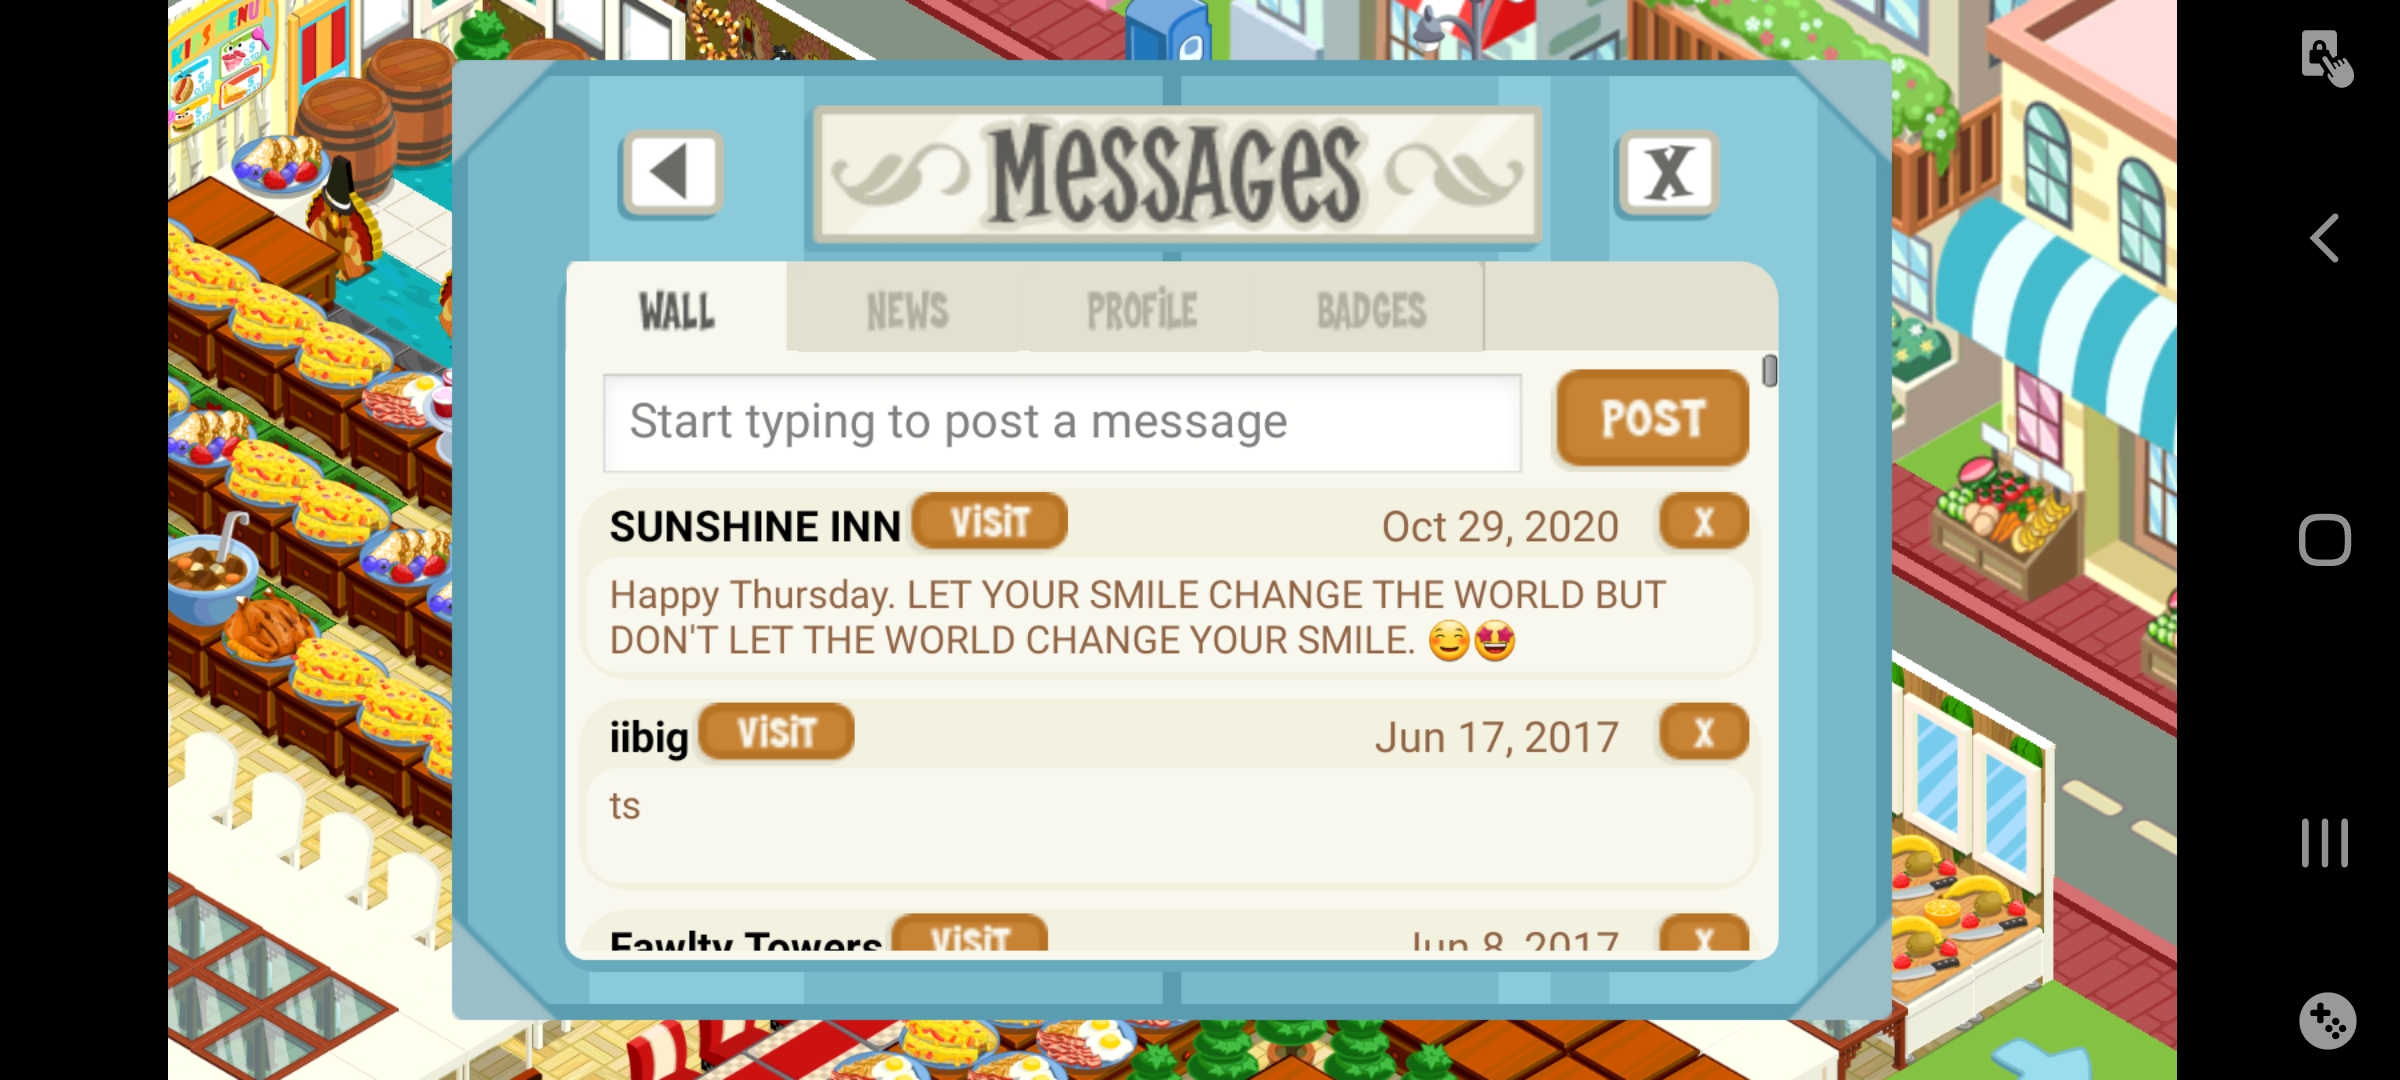 KIDS MENU
MESSAGES
X
WALL NEWS PROFILE BADGES
Start typing to post a message
POST
SUNSHINE INN VISIT Oct 29, 2020 X
Happy Thursday. LET YOUR SMILE CHANGE THE WORLD BUT
DON'T LET THE WORLD CHANGE YOUR SMILE. 😊🤩
iibig VISIT Jun 17, 2017 X
ts
Fawlty Towers VISIT Jun 8, 2017 X